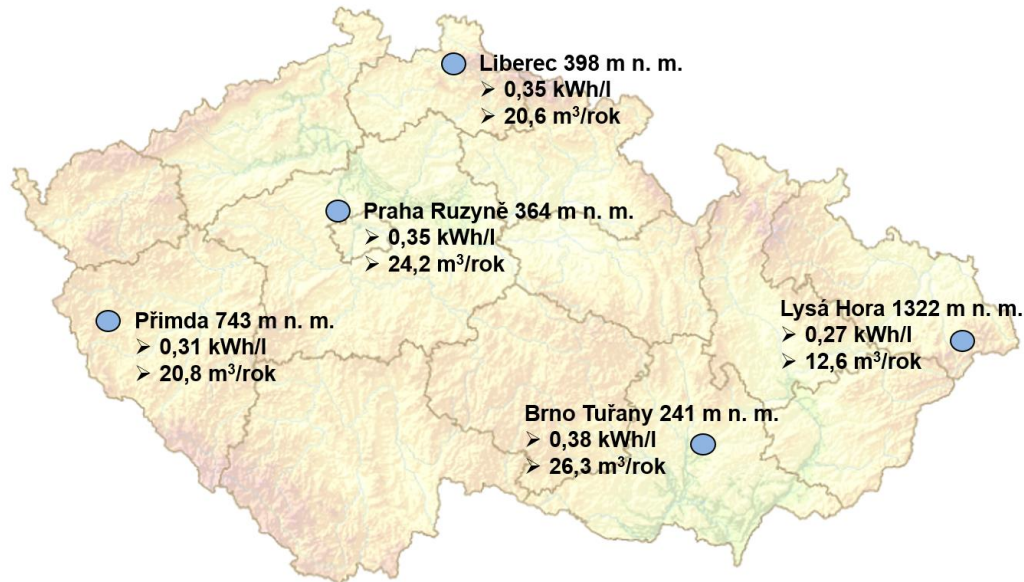 Liberec 398 m n. m.
➢ 0,35 kWh/l
➢ 20,6 m³/rok
Praha Ruzyně 364 m n. m.
➢ 0,35 kWh/l
➢ 24,2 m³/rok
Přimda 743 m n. m.
➢ 0,31 kWh/l
➢ 20,8 m³/rok
Lysá Hora 1322 m n. m.
➢ 0,27 kWh/l
➢ 12,6 m³/rok
Brno Tuřany 241 m n. m.
➢ 0,38 kWh/l
➢ 26,3 m³/rok